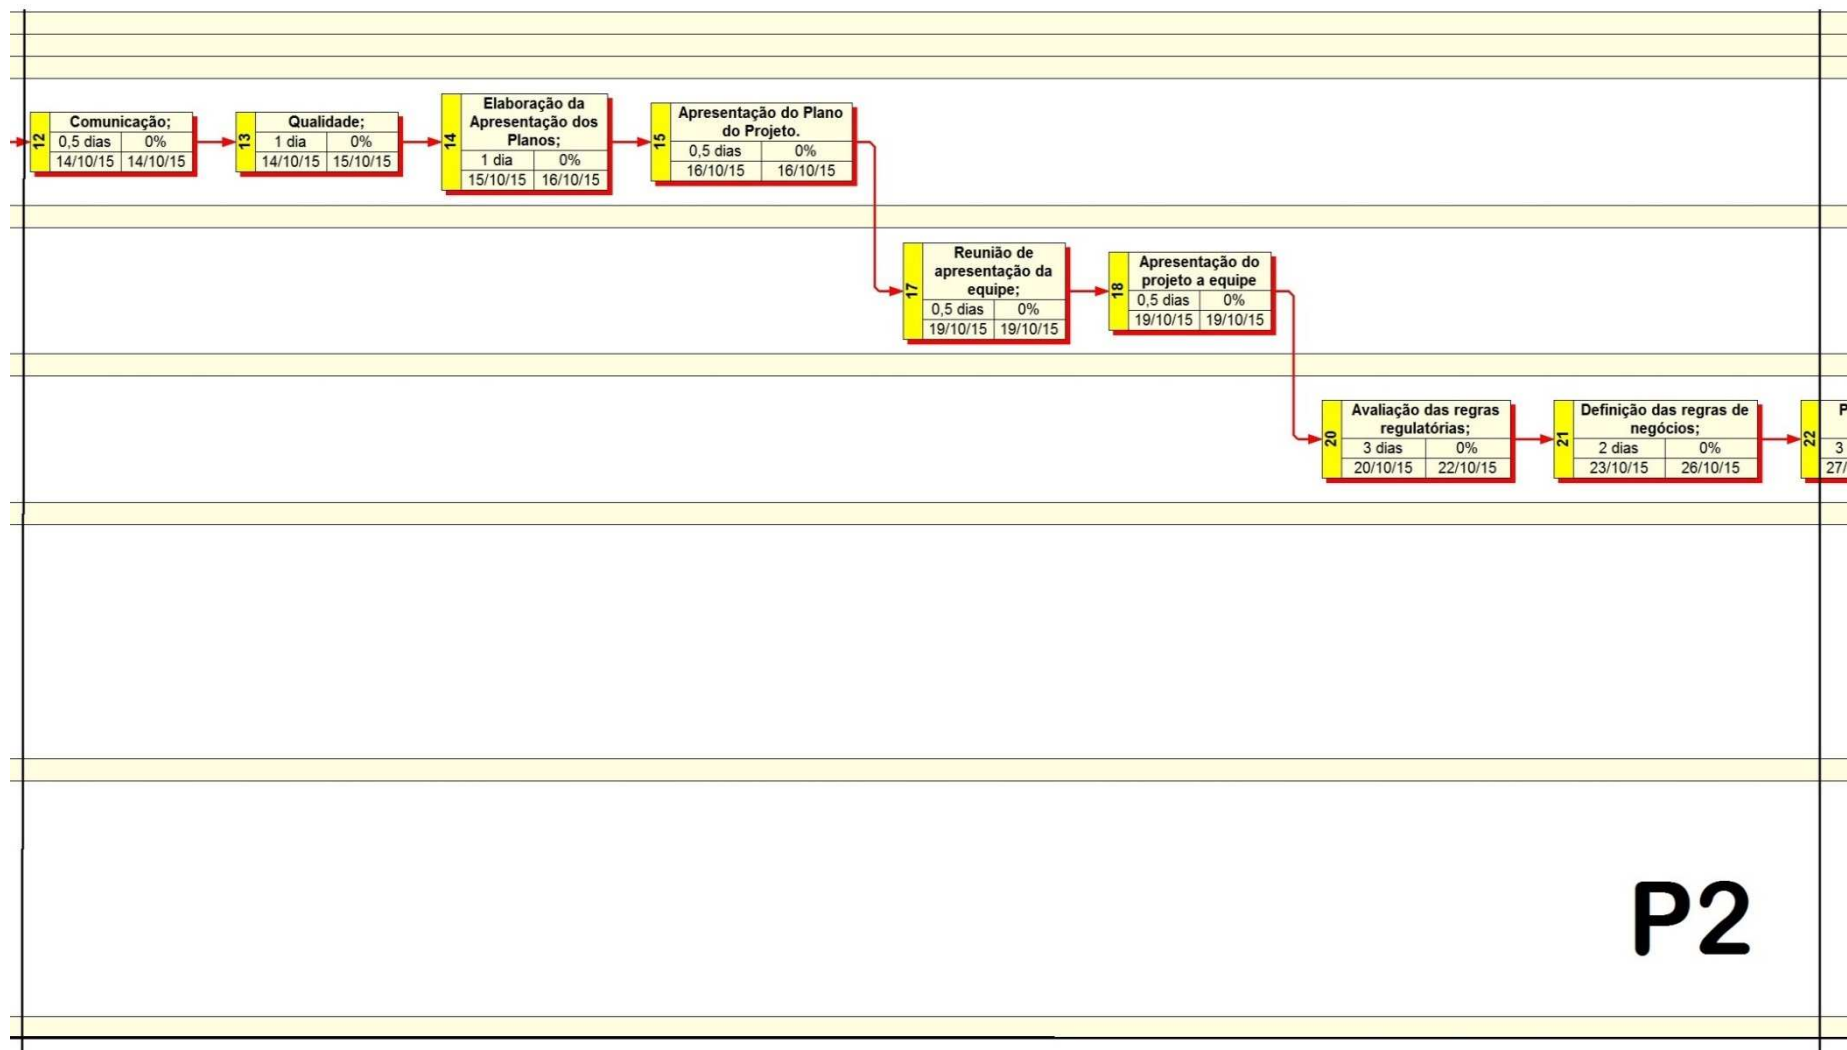 12
Comunicação;
0,5 dias 0%
14/10/15 14/10/15
13
Qualidade;
1 dia 0%
14/10/15 15/10/15
14
Elaboração da
Apresentação dos
Planos;
1 dia 0%
15/10/15 16/10/15
15
Apresentação do Plano
do Projeto.
0,5 dias 0%
16/10/15 16/10/15
17
Reunião de
apresentação da
equipe;
0,5 dias 0%
19/10/15 19/10/15
18
Apresentação do
projeto a equipe
0,5 dias 0%
19/10/15 19/10/15
20
Avaliação das regras
regulatórias;
3 dias 0%
20/10/15 22/10/15
21
Definição das regras de
negócios;
2 dias 0%
23/10/15 26/10/15
22
P
3
27/
P2